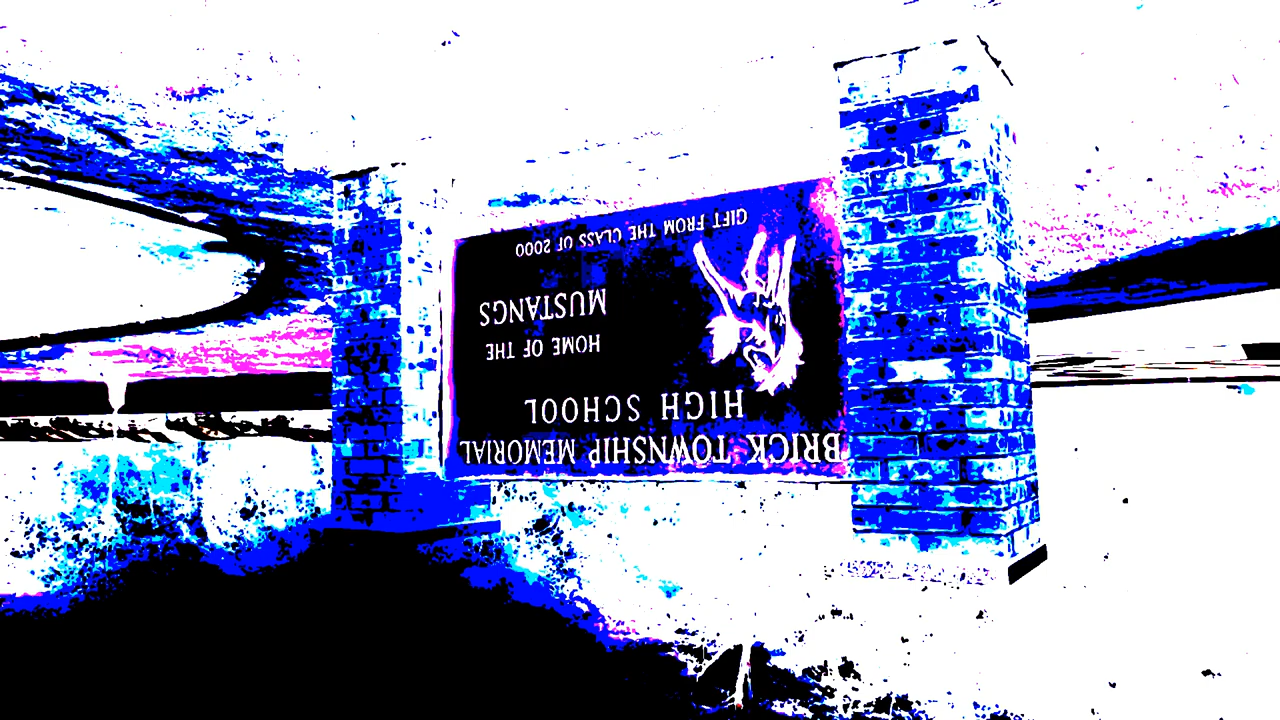 BRICK TOWNSHIP MEMORIAL
HIGH SCHOOL
HOME OF THE
MUSTANGS
GIFT FROM THE CLASS OF 2000